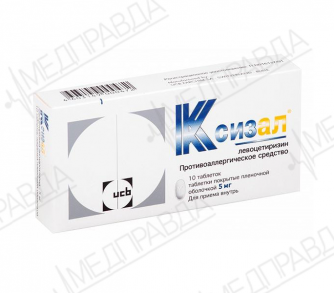 МЕДПРАВДА
Ксизал®
левоцетиризин
Противоаллергическое средство
10 таблеток
таблетки покрытые пленочной
оболочкой 5 мг
Для приема внутрь
ucb